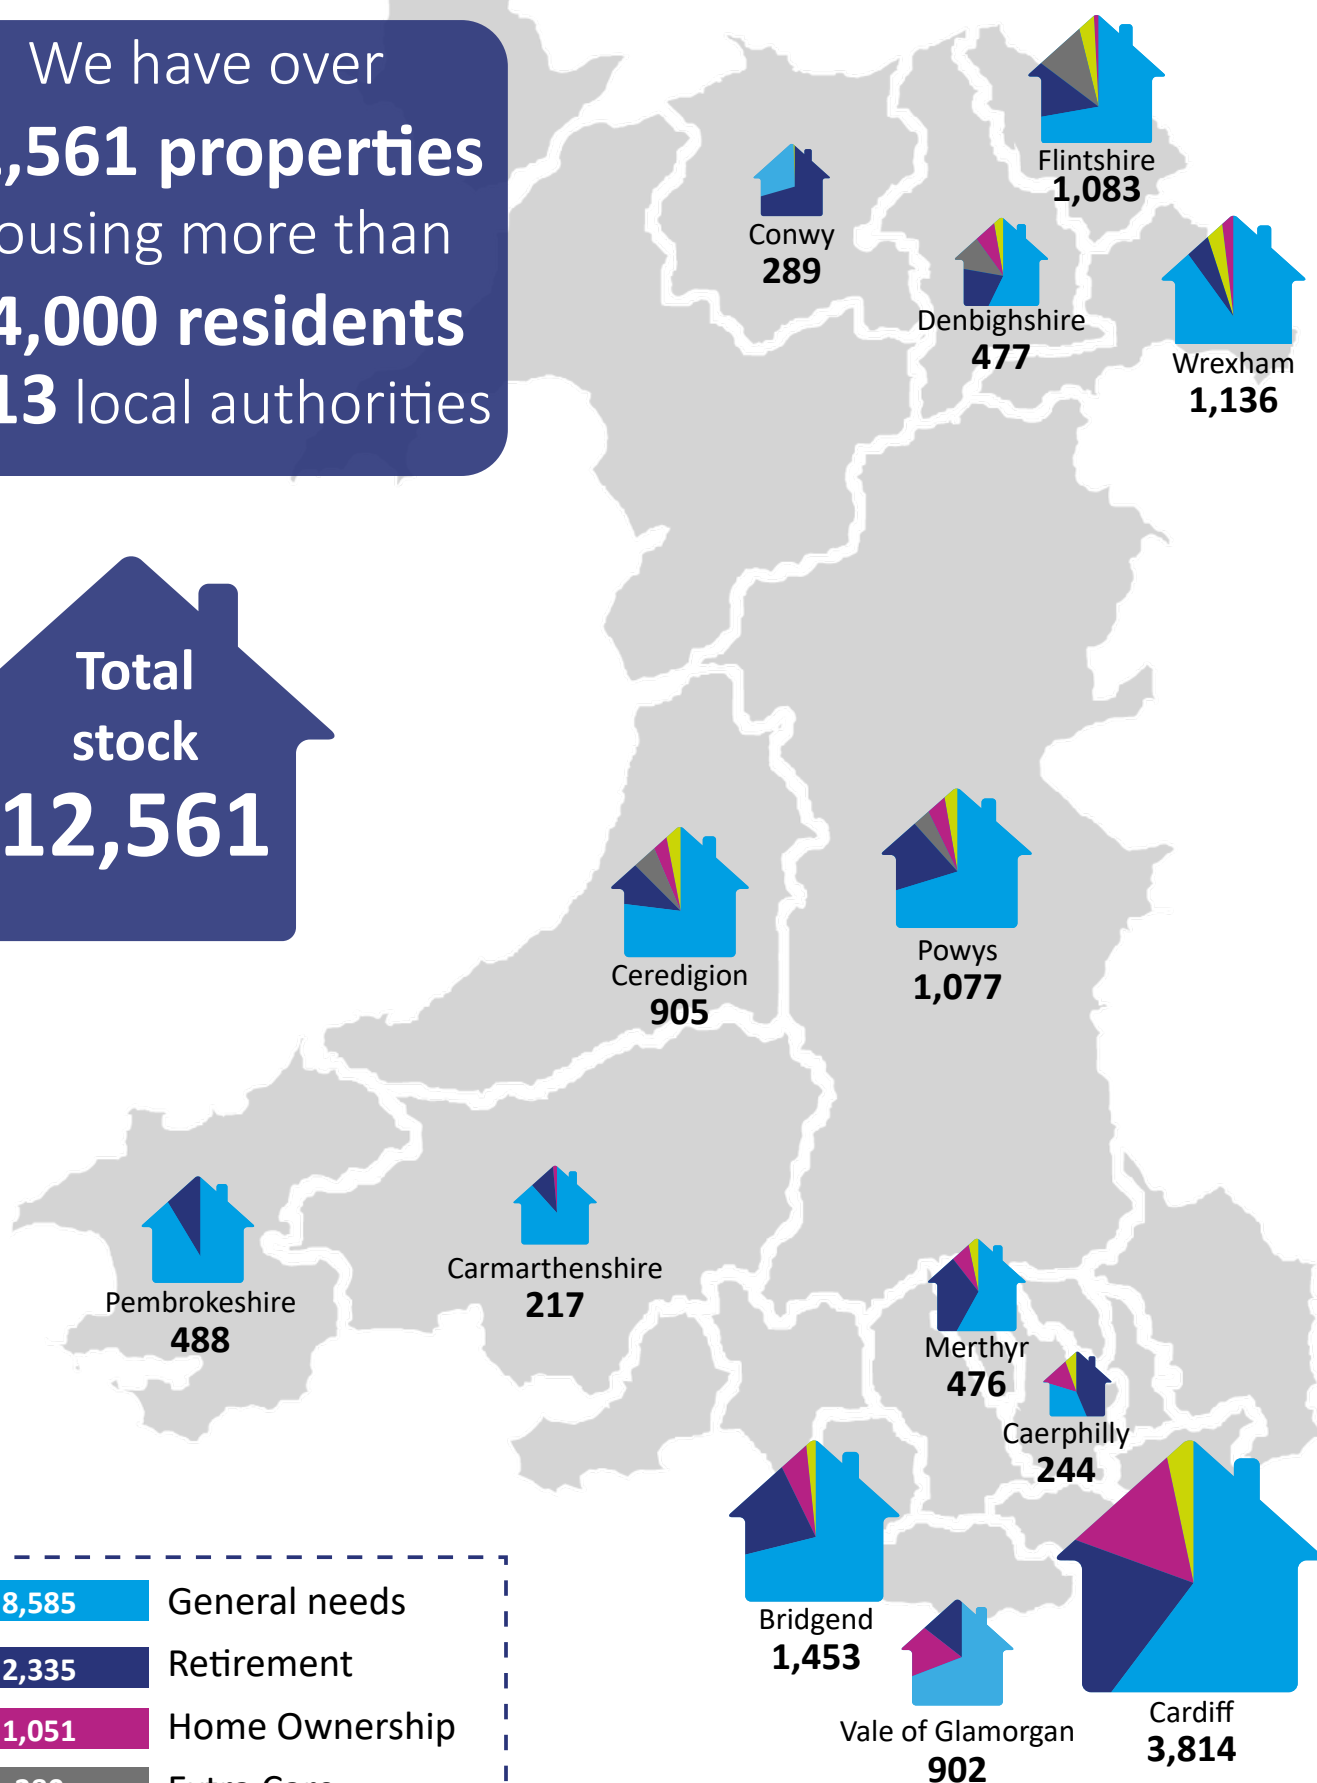 We have over
,561 properties
ousing more than
4,000 residents
13 local authorities
Total
stock
12,561
Flintshire
1,083
Conwy
289
Denbighshire
477
Wrexham
1,136
Ceredigion
905
Powys
1,077
Pembrokeshire
488
Carmarthenshire
217
Merthyr
476
Caerphilly
244
Bridgend
1,453
Vale of Glamorgan
902
Cardiff
3,814
8,585 General needs
2,335 Retirement
1,051 Home Ownership
Extra Care